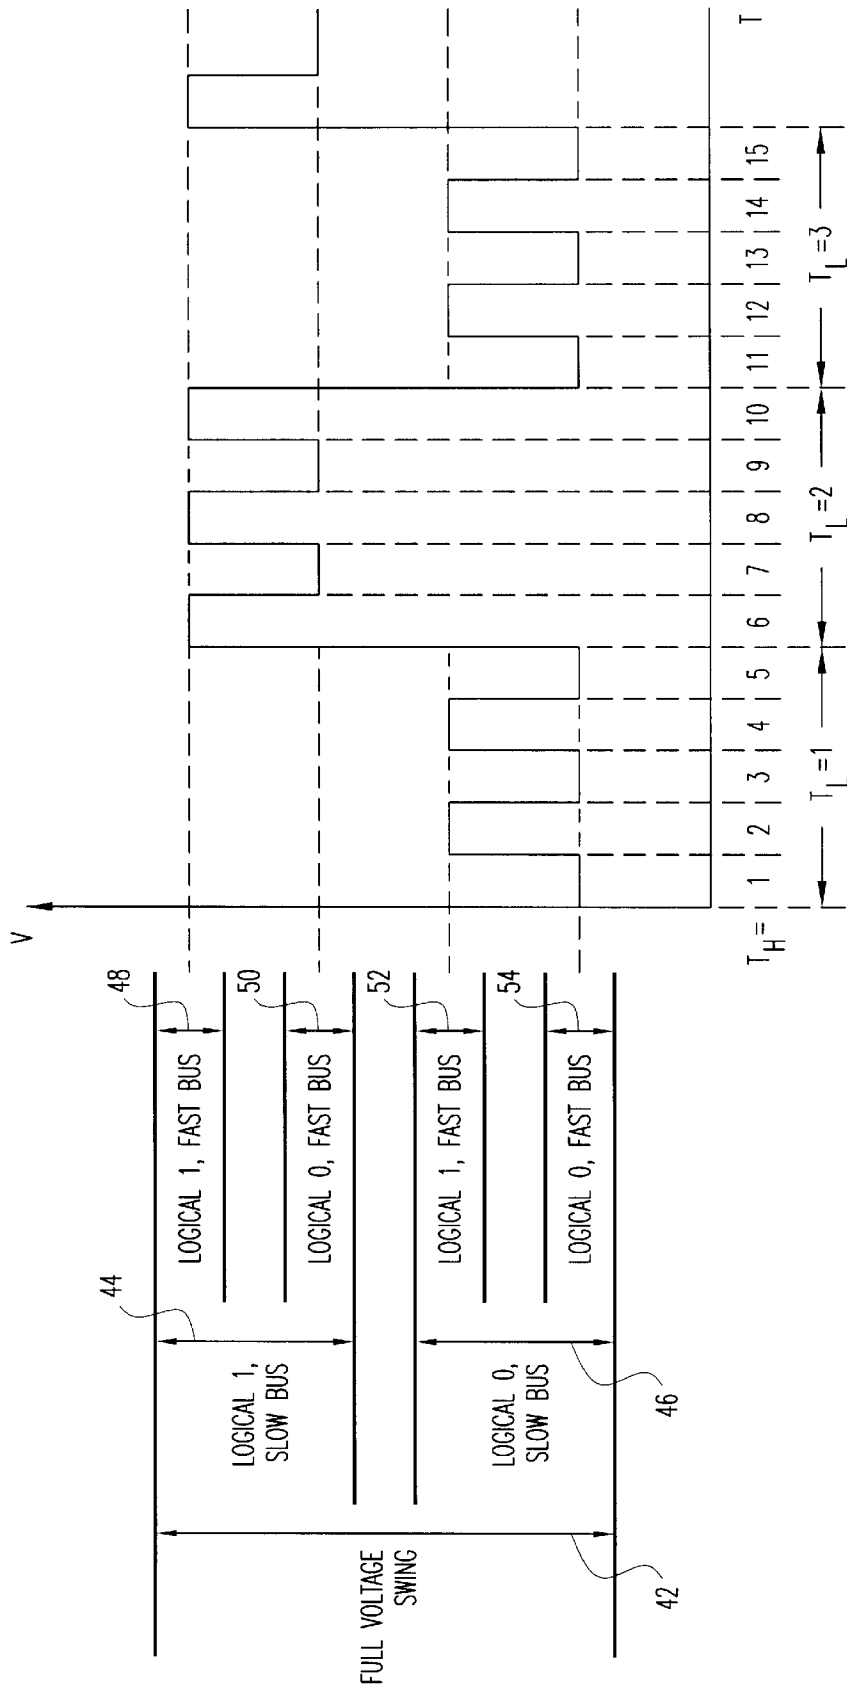 V
T
FULL VOLTAGE
SWING
42
LOGICAL 1,
SLOW BUS
44
LOGICAL 0,
SLOW BUS
46
LOGICAL 1, FAST BUS
48
LOGICAL 0, FAST BUS
50
LOGICAL 1, FAST BUS
52
LOGICAL 0, FAST BUS
54
T_H= 1 2 3 4 5 6 7 8 9 10 11 12 13 14 15
T_L=1 T_L=2 T_L=3